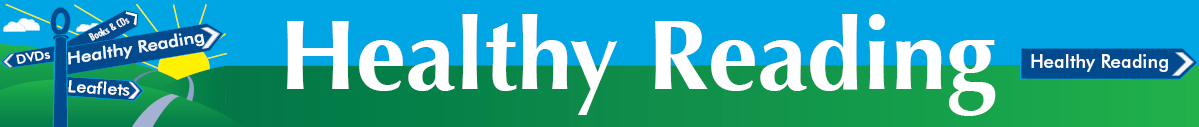 Books & CDs
DVDs
Healthy Reading
Leaflets
Healthy Reading
Healthy Reading